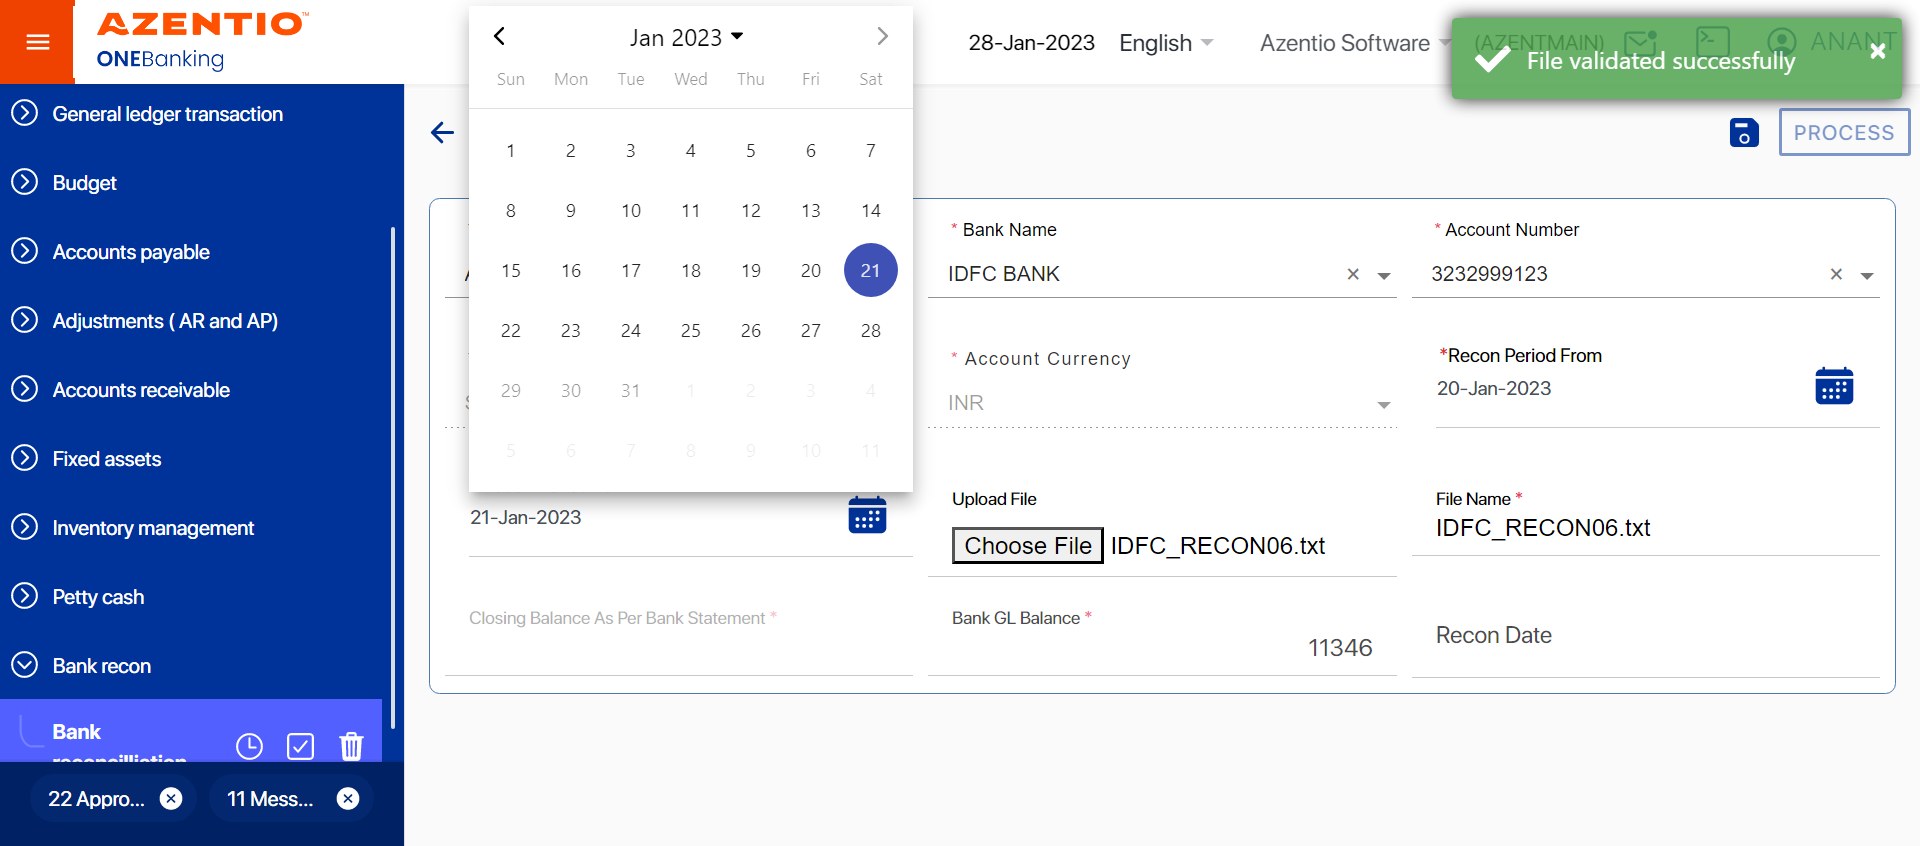 AZENTIO™
ONEBanking
28-Jan-2023
English
Azentio Software
(AZENTMAIN)
ANANT
File validated successfully
PROCESS
General ledger transaction
Budget
Accounts payable
Adjustments ( AR and AP)
Accounts receivable
Fixed assets
Inventory management
Petty cash
Bank recon
Bank
reconcilliation
22 Appro...
11 Mess...
Jan 2023
Sun Mon Tue Wed Thu Fri Sat
1 2 3 4 5 6 7
8 9 10 11 12 13 14
15 16 17 18 19 20 21
22 23 24 25 26 27 28
29 30 31 1 2 3 4
5 6 7 8 9 10 11
* Bank Name
IDFC BANK
* Account Number
3232999123
* Account Currency
INR
*Recon Period From
20-Jan-2023
21-Jan-2023
Upload File
Choose File IDFC_RECON06.txt
File Name *
IDFC_RECON06.txt
Closing Balance As Per Bank Statement *
Bank GL Balance *
11346
Recon Date